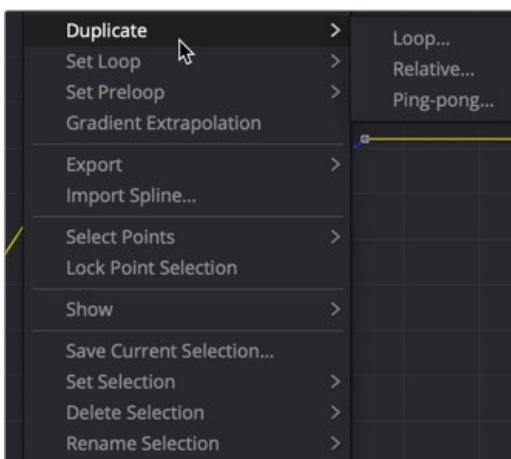 Duplicate >
Set Loop >
Set Preloop >
Gradient Extrapolation
Export >
Import Spline...
Select Points >
Lock Point Selection
Show >
Save Current Selection...
Set Selection >
Delete Selection >
Rename Selection >
Loop...
Relative...
Ping-pong...